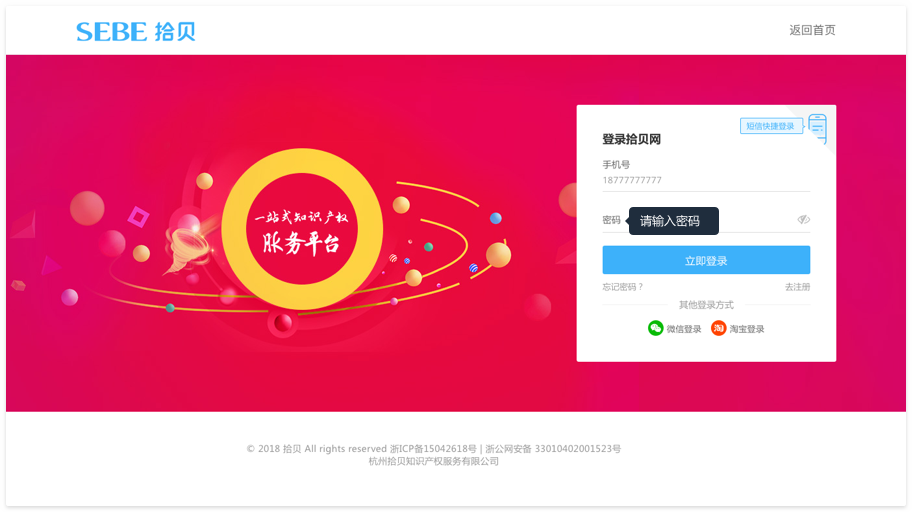 SEBE 拾贝
返回首页
一站式知识产权
服务平台
短信快捷登录
登录拾贝网
手机号
18777777777
密码
请输入密码
立即登录
忘记密码？
去注册
其他登录方式
微信登录
淘
淘宝登录
© 2018 拾贝 All rights reserved 浙ICP备15042618号 | 浙公网安备 33010402001523号
杭州拾贝知识产权服务有限公司